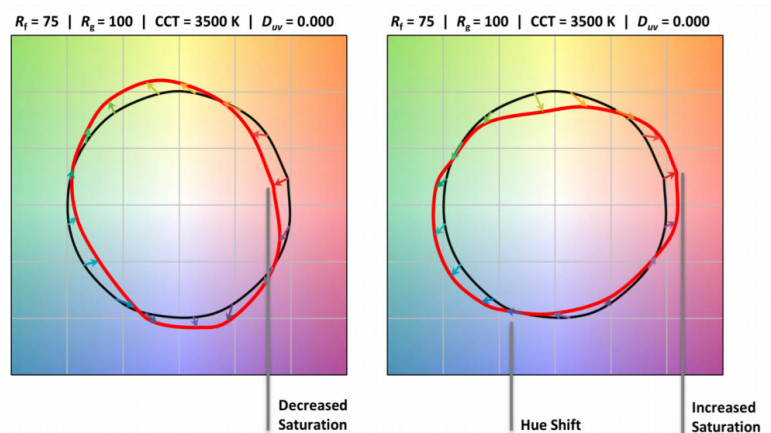 Rf = 75 | Rg = 100 | CCT = 3500 K | Duv = 0.000
Rf = 75 | Rg = 100 | CCT = 3500 K | Duv = 0.000
Decreased
Saturation
Hue Shift
Increased
Saturation